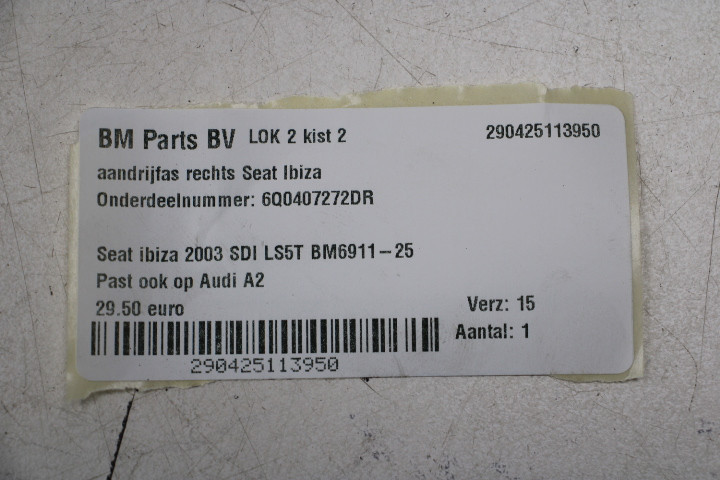 BM Parts BV LOK 2 kist 2 290425113950
aandrijfas rechts Seat Ibiza
Onderdeelnummer: 6Q0407272DR
Seat ibiza 2003 SDI LS5T BM6911-25
Past ook op Audi A2
29.50 euro Verz: 15
Aantal: 1
290425113950